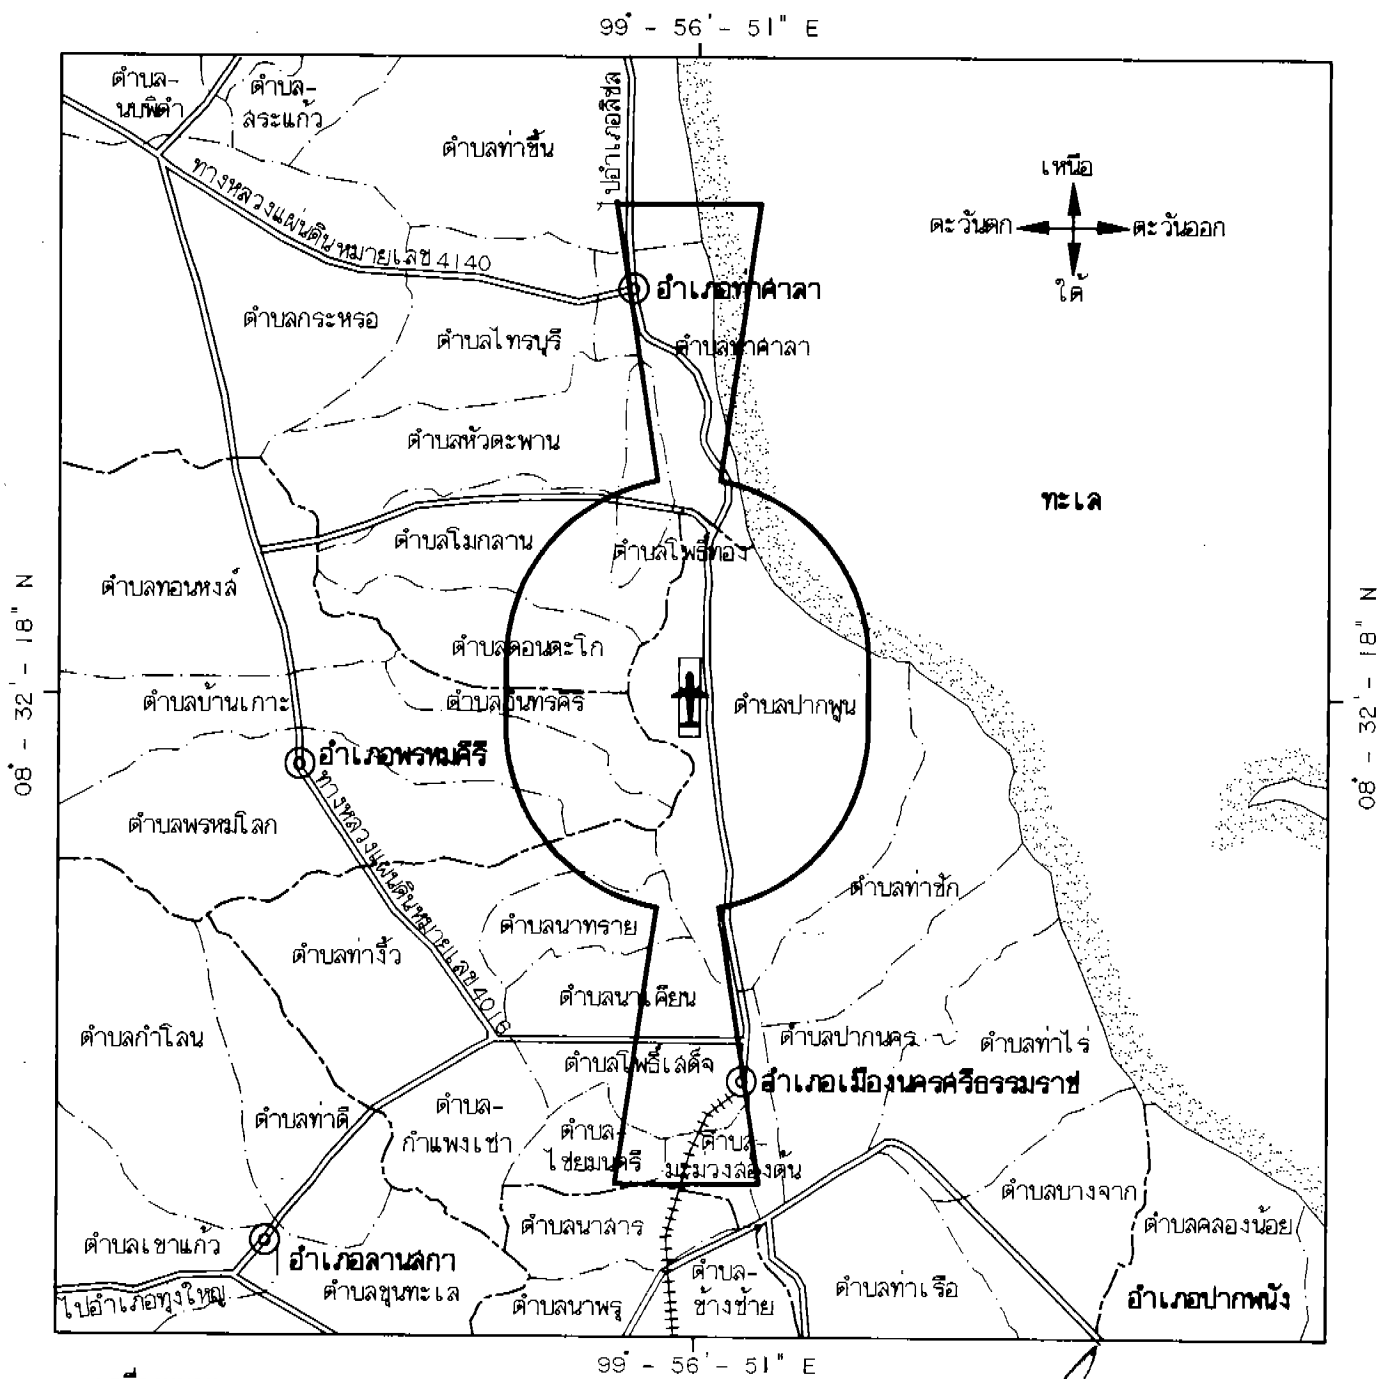 99° - 56' - 51" E
ตำบล-
นบพิตำ
ตำบล-
สระแก้ว
ตำบลท่าขึ้น
ไปอำเภอสิชล
เหนือ
ตะวันตก
ตะวันออก
ใต้
ทางหลวงแผ่นดินหมายเลข 4140
อำเภอท่าศาลา
ตำบลกระหรอ
ตำบลไทรบุรี
ตำบลท่าศาลา
ตำบลหัวตะพาน
ทะเล
ตำบลโมกลาน
ตำบลโพธิ์ทอง
ตำบลทอนหงส์
08° - 32' - 18" N
08° - 32' - 18" N
ตำบลดอนตะโก
ตำบลบ้านเกาะ
ตำบลอินทคีรี
ตำบลปากพูน
อำเภอพรหมคีรี
ตำบลพรหมโลก
ทางหลวงแผ่นดินหมายเลข 4016
ตำบลท่าซัก
ตำบลนาทราย
ตำบลท่างิ้ว
ตำบลนาเคียน
ตำบลกำโลน
ตำบลปากนคร
ตำบลท่าไร่
ตำบลโพธิ์เสด็จ
อำเภอเมืองนครศรีธรรมราช
ตำบลท่าดี
ตำบล-
กำแพงเซา
ตำบล-
ไชยมนตรี
ตำบล-
มะม่วงสองต้น
ตำบลบางจาก
ตำบลคลองน้อย
ตำบลนาสาร
ตำบลเขาแก้ว
อำเภอลานสกา
ตำบลขุนทะเล
ไปอำเภอทุ่งใหญ่
ตำบลนาพรุ
ตำบล-
ช้างซ้าย
ตำบลท่าเรือ
อำเภอปากพนัง
99° - 56' - 51" E